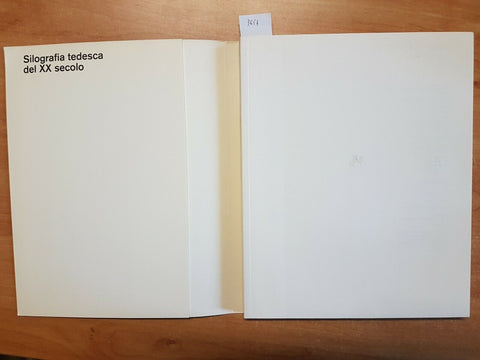 Silografia tedesca
del XX secolo